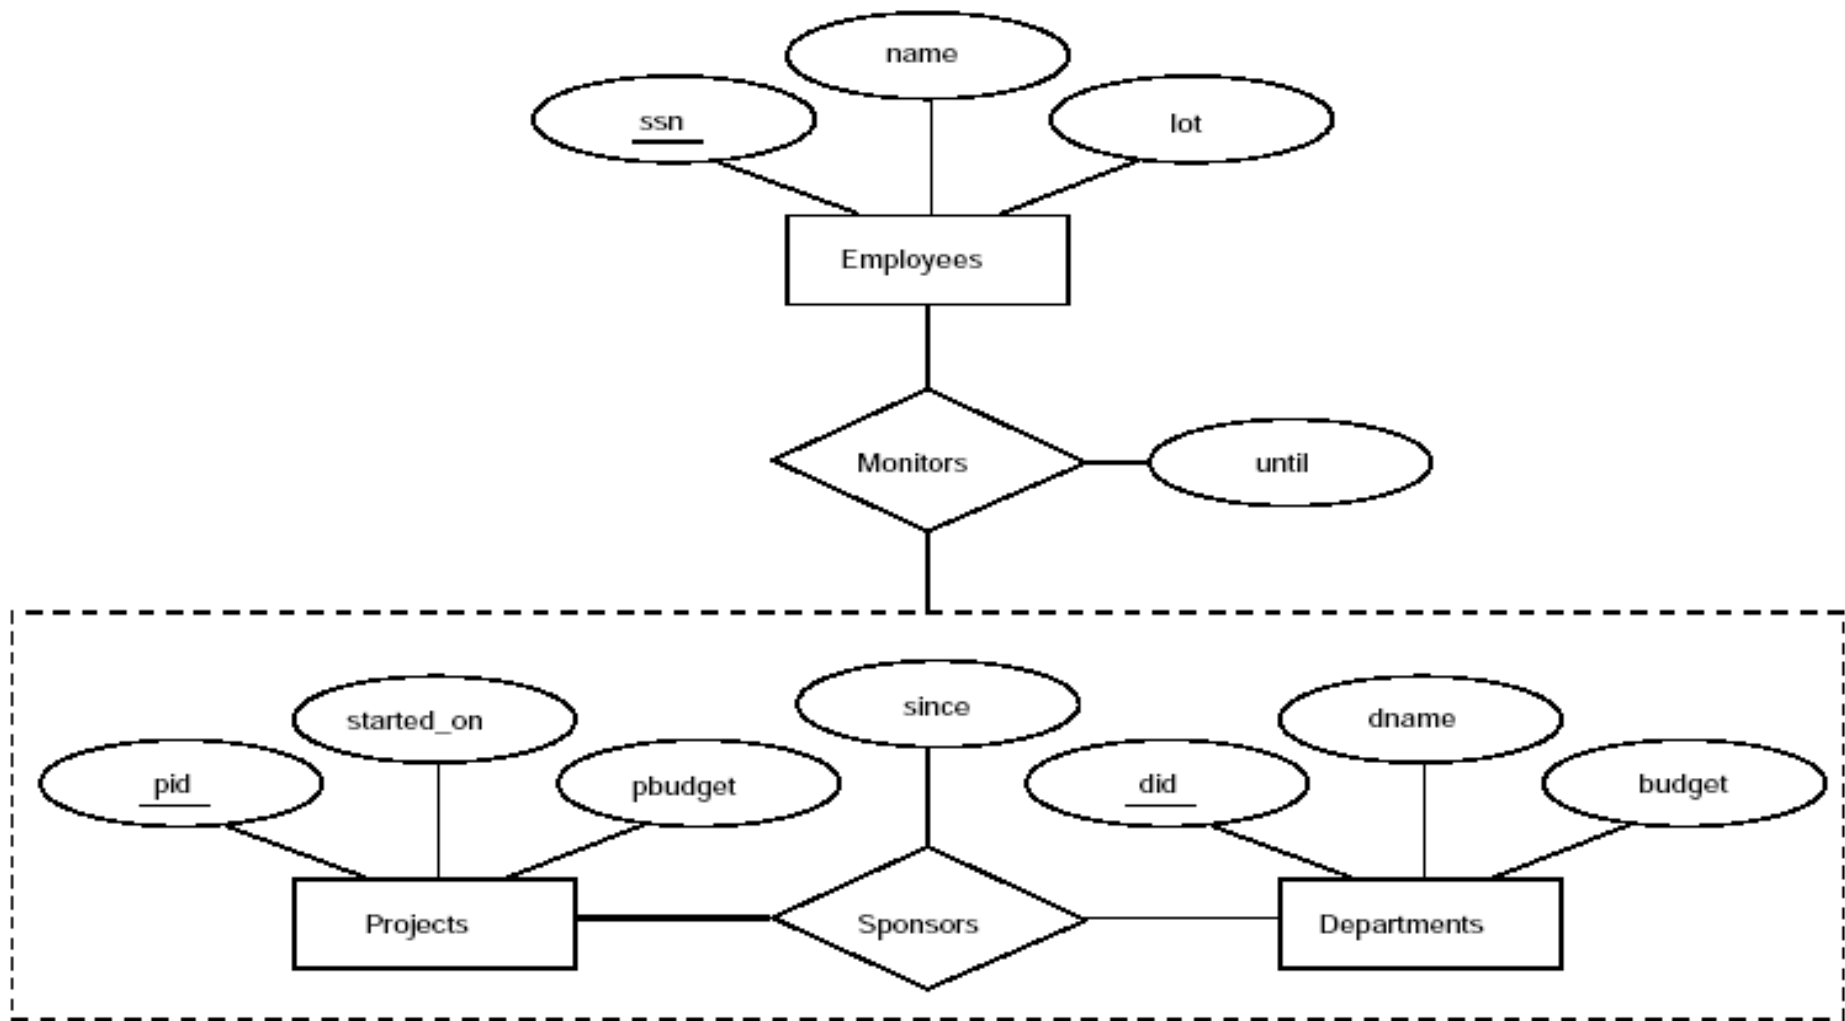 name
ssn
lot
Employees
Monitors
until
since
started_on
dname
pid
pbudget
did
budget
Projects
Sponsors
Departments